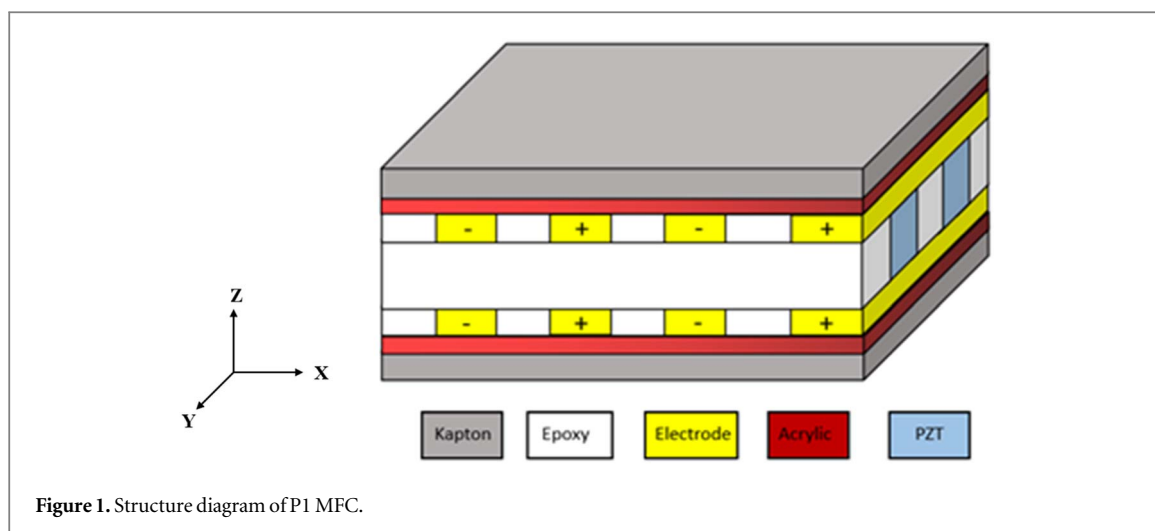 - + - +
- + - +
Z
X
Y
Kapton Epoxy Electrode Acrylic PZT
Figure 1. Structure diagram of P1 MFC.